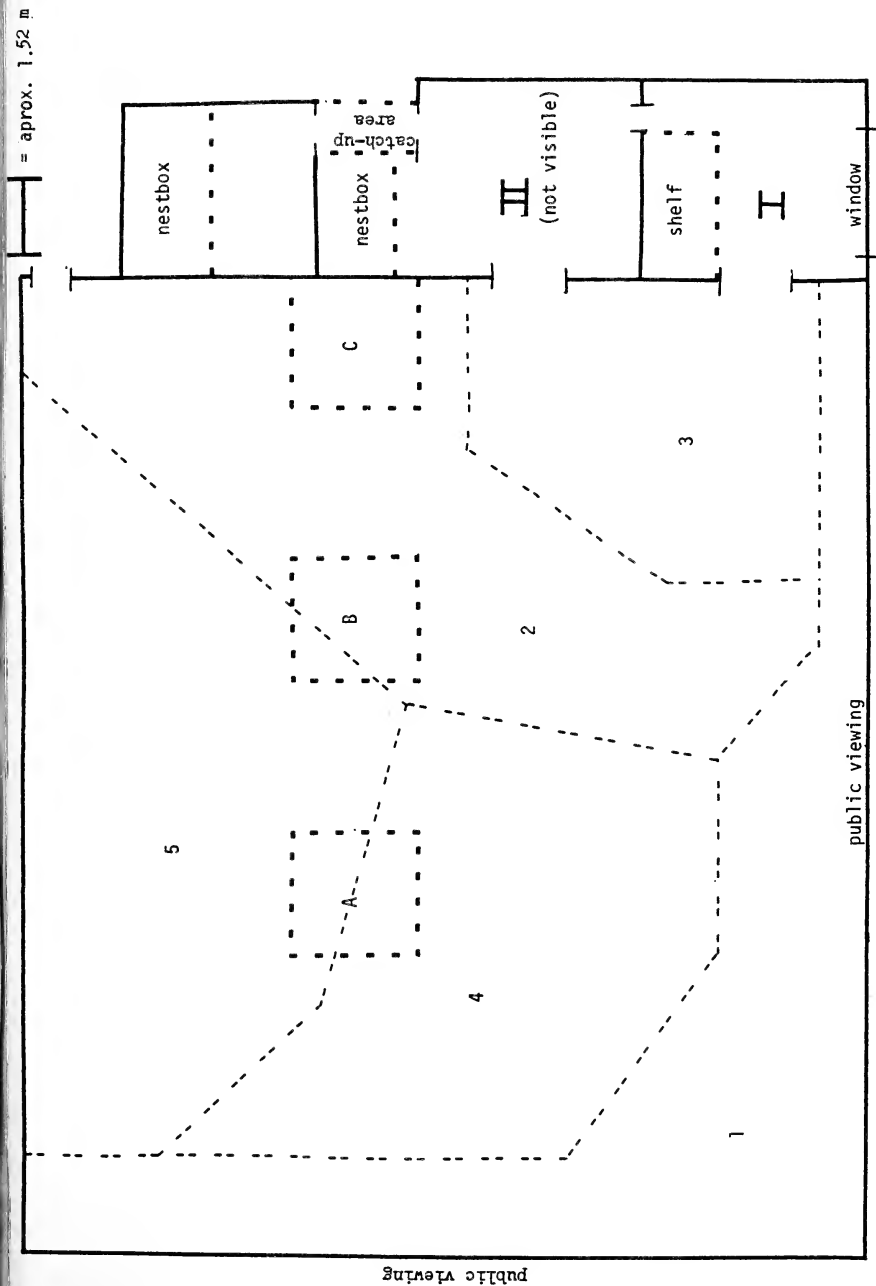 = aprox. 1.52 m
nestbox
catch-up
area
nestbox
II
(not visible)
shelf
I
window
C
3
B
2
5
A
4
1
public viewing
public viewing